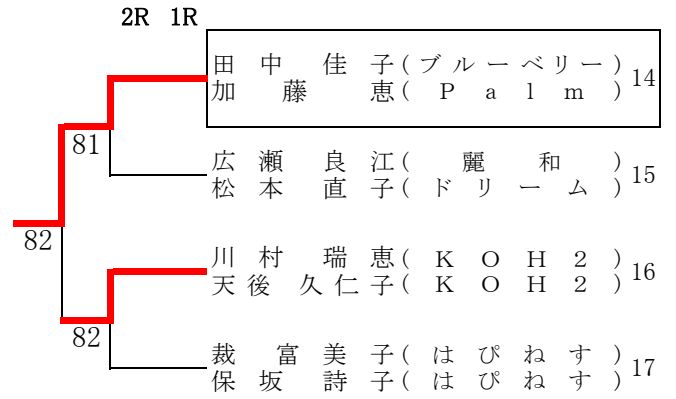 2R 1R
田中佳子(ブルーベリー)
加藤恵(Palm)
14
81
広瀬良江(麗和)
松本直子(ドリーム)
15
82
川村瑞恵(KOH2)
天後久仁子(KOH2)
16
82
裁富美子(はぴねす)
保坂詩子(はぴねす)
17